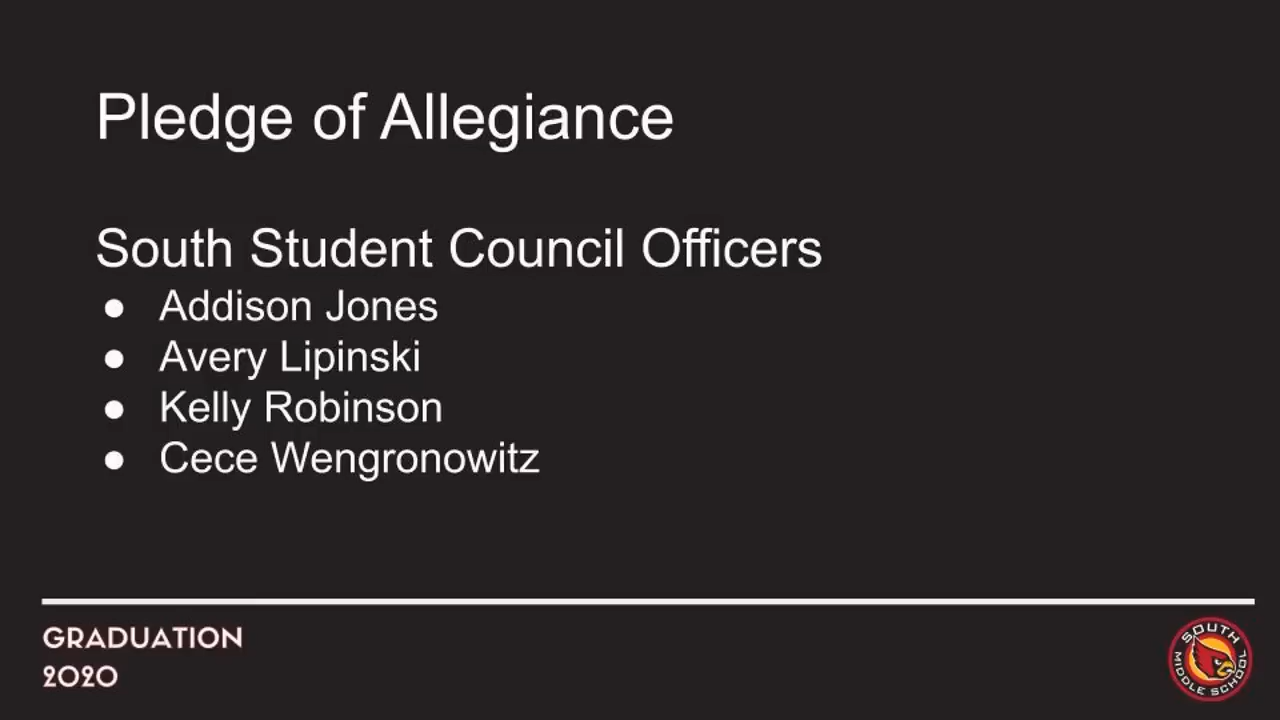 Pledge of Allegiance
South Student Council Officers
● Addison Jones
● Avery Lipinski
● Kelly Robinson
● Cece Wengronowitz
GRADUATION
2020
SOUTH
MIDDLE SCHOOL